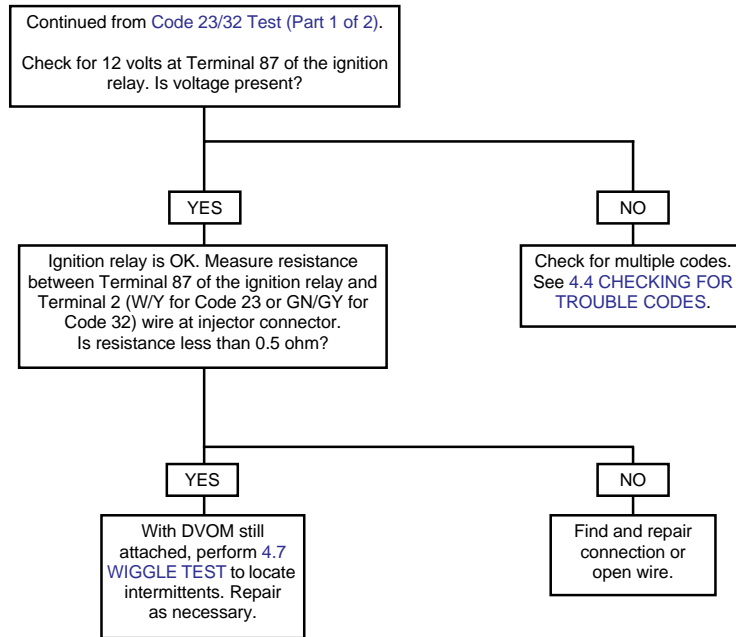 Continued from Code 23/32 Test (Part 1 of 2).
Check for 12 volts at Terminal 87 of the ignition
relay. Is voltage present?
YES
NO
Ignition relay is OK. Measure resistance
between Terminal 87 of the ignition relay and
Terminal 2 (W/Y for Code 23 or GN/GY for
Code 32) wire at injector connector.
Is resistance less than 0.5 ohm?
Check for multiple codes.
See 4.4 CHECKING FOR
TROUBLE CODES.
YES
NO
With DVOM still
attached, perform 4.7
WIGGLE TEST to locate
intermittents. Repair
as necessary.
Find and repair
connection or
open wire.